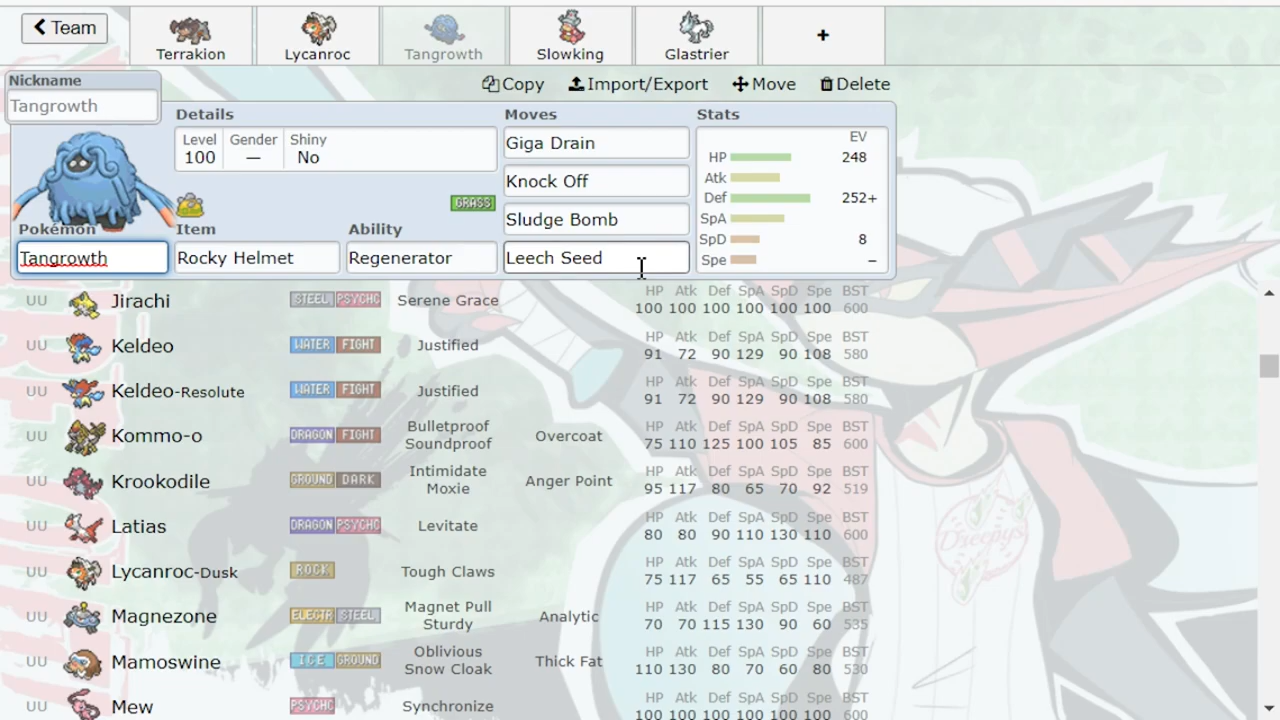 Team
Terrakion
Lycanroc
Tangrowth
Slowking
Glastrier
+
Nickname
Tangrowth
Copy
Import/Export
Move
Delete
Details
Level
100
Gender
—
Shiny
No
GRASS
Pokémon
Tangrowth
Item
Rocky Helmet
Ability
Regenerator
Moves
Giga Drain
Knock Off
Sludge Bomb
Leech Seed
Stats
EV
HP 248
Atk
Def 252+
SpA
SpD 8
Spe –
UU Jirachi STEEL PSYCHC Serene Grace
HP Atk Def SpA SpD Spe BST
100 100 100 100 100 100 600
UU Keldeo WATER FIGHT Justified
HP Atk Def SpA SpD Spe BST
91 72 90 129 90 108 580
UU Keldeo-Resolute WATER FIGHT Justified
HP Atk Def SpA SpD Spe BST
91 72 90 129 90 108 580
UU Kommo-o DRAGON FIGHT Bulletproof Soundproof Overcoat
HP Atk Def SpA SpD Spe BST
75 110 125 100 105 85 600
UU Krookodile GROUND DARK Intimidate Moxie Anger Point
HP Atk Def SpA SpD Spe BST
95 117 80 65 70 92 519
UU Latias DRAGON PSYCHC Levitate
HP Atk Def SpA SpD Spe BST
80 80 90 110 130 110 600
UU Lycanroc-Dusk ROCK Tough Claws
HP Atk Def SpA SpD Spe BST
75 117 65 55 65 110 487
UU Magnezone ELECTR STEEL Magnet Pull Sturdy Analytic
HP Atk Def SpA SpD Spe BST
70 70 115 130 90 60 535
UU Mamoswine ICE GROUND Oblivious Snow Cloak Thick Fat
HP Atk Def SpA SpD Spe BST
110 130 80 70 60 80 530
UU Mew PSYCHC Synchronize
HP Atk Def SpA SpD Spe BST
100 100 100 100 100 100 600
Dreepys